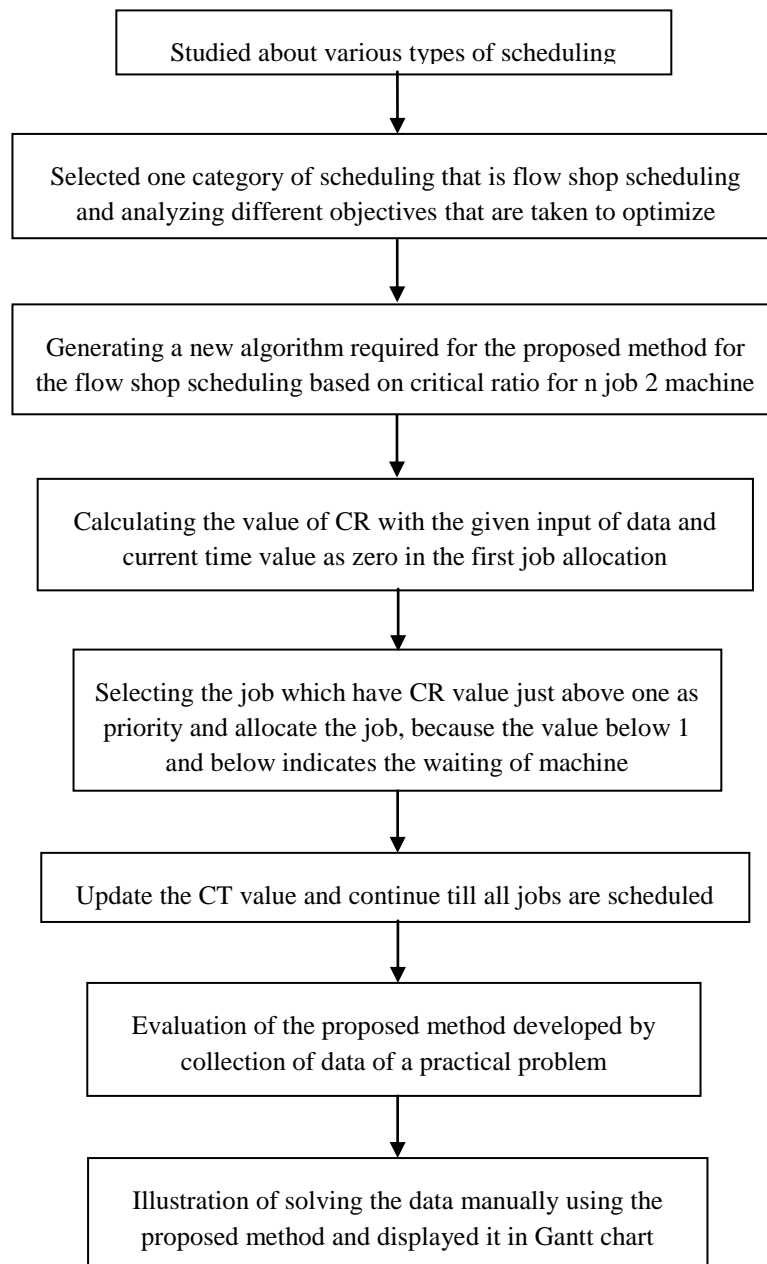 Studied about various types of scheduling
Selected one category of scheduling that is flow shop scheduling
and analyzing different objectives that are taken to optimize
Generating a new algorithm required for the proposed method for
the flow shop scheduling based on critical ratio for n job 2 machine
Calculating the value of CR with the given input of data and
current time value as zero in the first job allocation
Selecting the job which have CR value just above one as
priority and allocate the job, because the value below 1
and below indicates the waiting of machine
Update the CT value and continue till all jobs are scheduled
Evaluation of the proposed method developed by
collection of data of a practical problem
Illustration of solving the data manually using the
proposed method and displayed it in Gantt chart